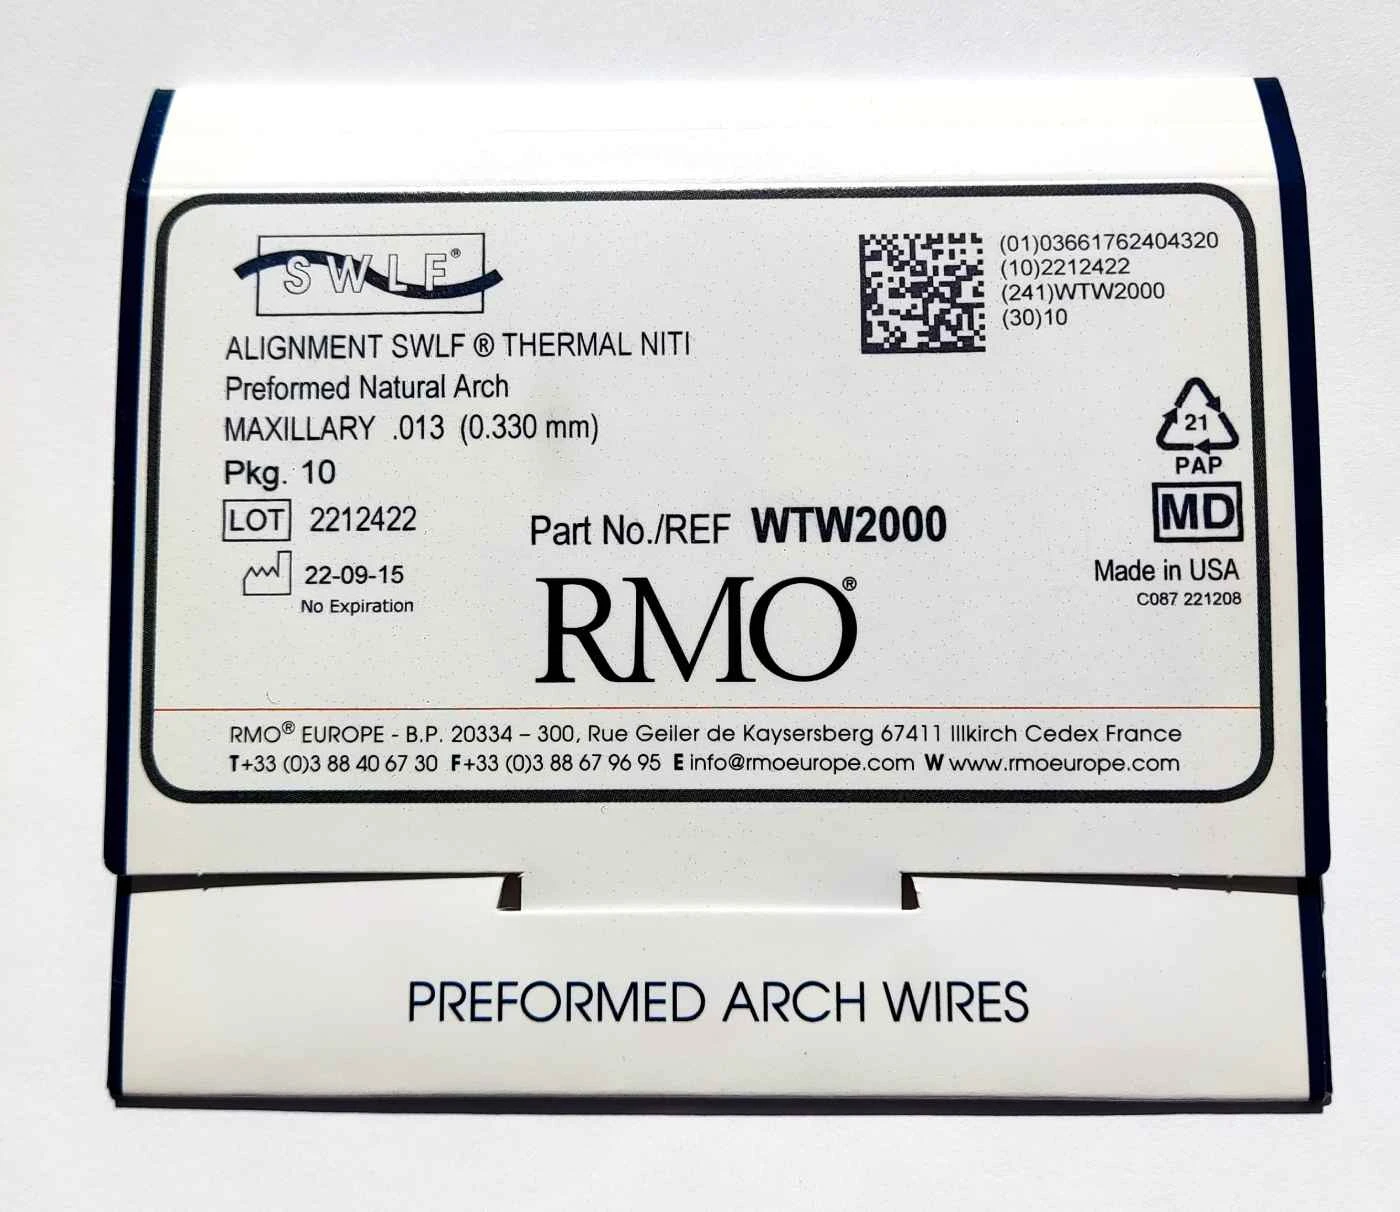 SWLF®
(01)03661762404320
(10)2212422
(241)WTW2000
(30)10
ALIGNMENT SWLF ® THERMAL NITI
Preformed Natural Arch
MAXILLARY .013 (0.330 mm)
Pkg. 10
21
PAP
LOT 2212422
Part No./REF WTW2000
MD
22-09-15
No Expiration
Made in USA
C087 221208
RMO®
RMO® EUROPE - B.P. 20334 – 300, Rue Geiler de Kaysersberg 67411 Illkirch Cedex France
T+33 (0)3 88 40 67 30 F+33 (0)3 88 67 96 95 E info@rmoeurope.com W www.rmoeurope.com
PREFORMED ARCH WIRES